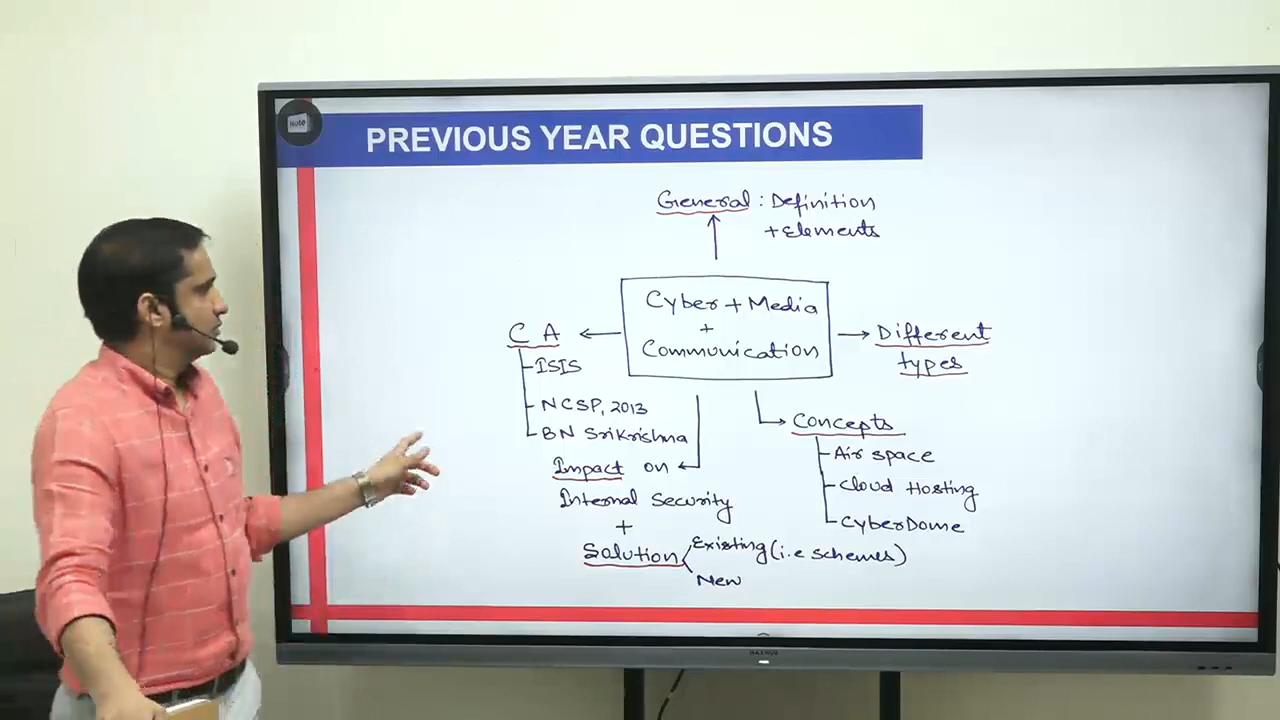 Note
PREVIOUS YEAR QUESTIONS
General : Definition
+ Elements
Cyber + Media
+
Communication
C A
ISIS
NCSP, 2013
BN SriKrishna
Different
types
Concepts
Air space
Cloud Hosting
CyberDome
Impact on
Internal Security
+
Solution
Existing (i.e schemes)
New